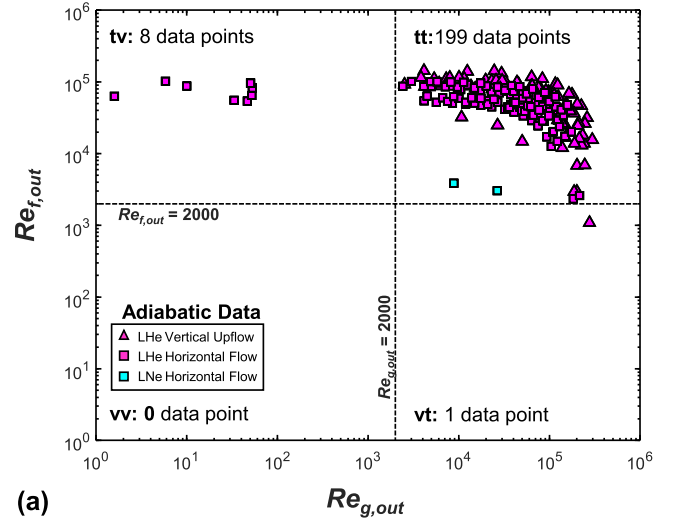 10^6
tv: 8 data points
tt:199 data points
10^5
10^4
Re_f,out
Re_f,out = 2000
10^3
10^2
Adiabatic Data
LHe Vertical Upflow
LHe Horizontal Flow
LNe Horizontal Flow
Re_g,out = 2000
10^1
vv: 0 data point
vt: 1 data point
10^0
10^0 10^1 10^2 10^3 10^4 10^5 10^6
(a)
Re_g,out